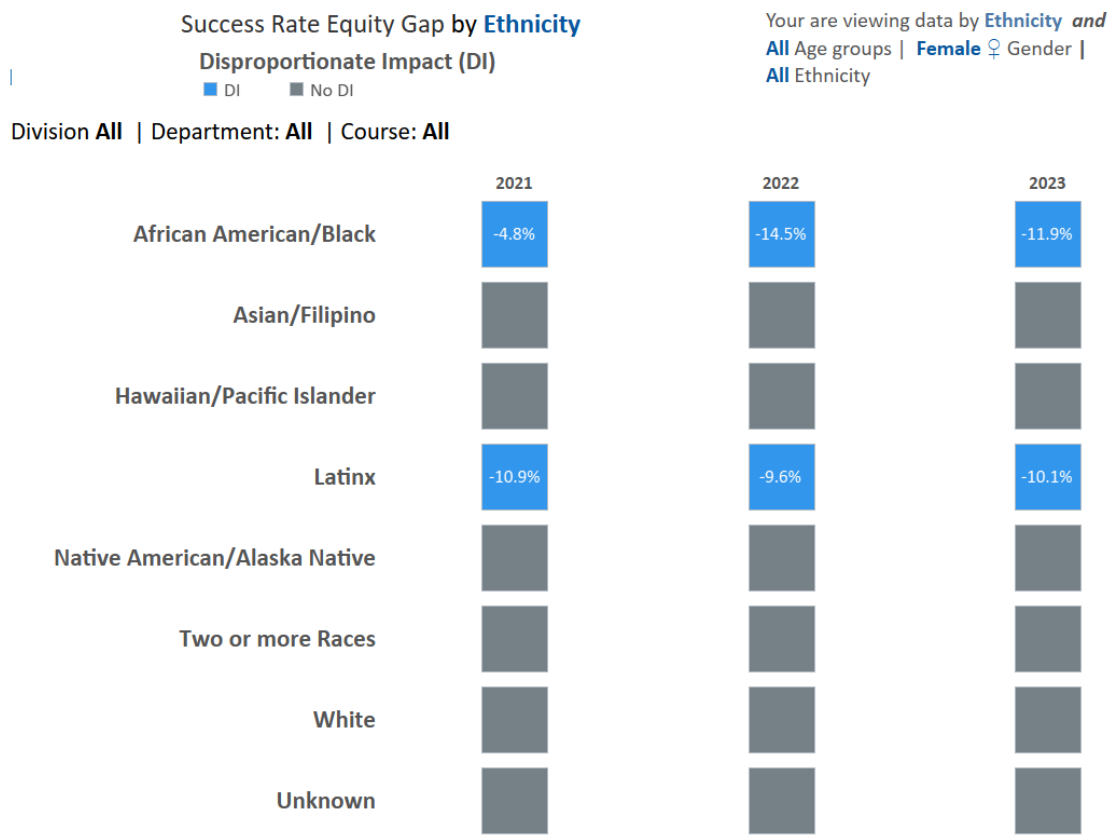 Success Rate Equity Gap by Ethnicity
Disproportionate Impact (DI)
DI No DI
Your are viewing data by Ethnicity and
All Age groups | Female ♀ Gender |
All Ethnicity
Division All | Department: All | Course: All
2021 2022 2023
African American/Black -4.8% -14.5% -11.9%
Asian/Filipino
Hawaiian/Pacific Islander
Latinx -10.9% -9.6% -10.1%
Native American/Alaska Native
Two or more Races
White
Unknown